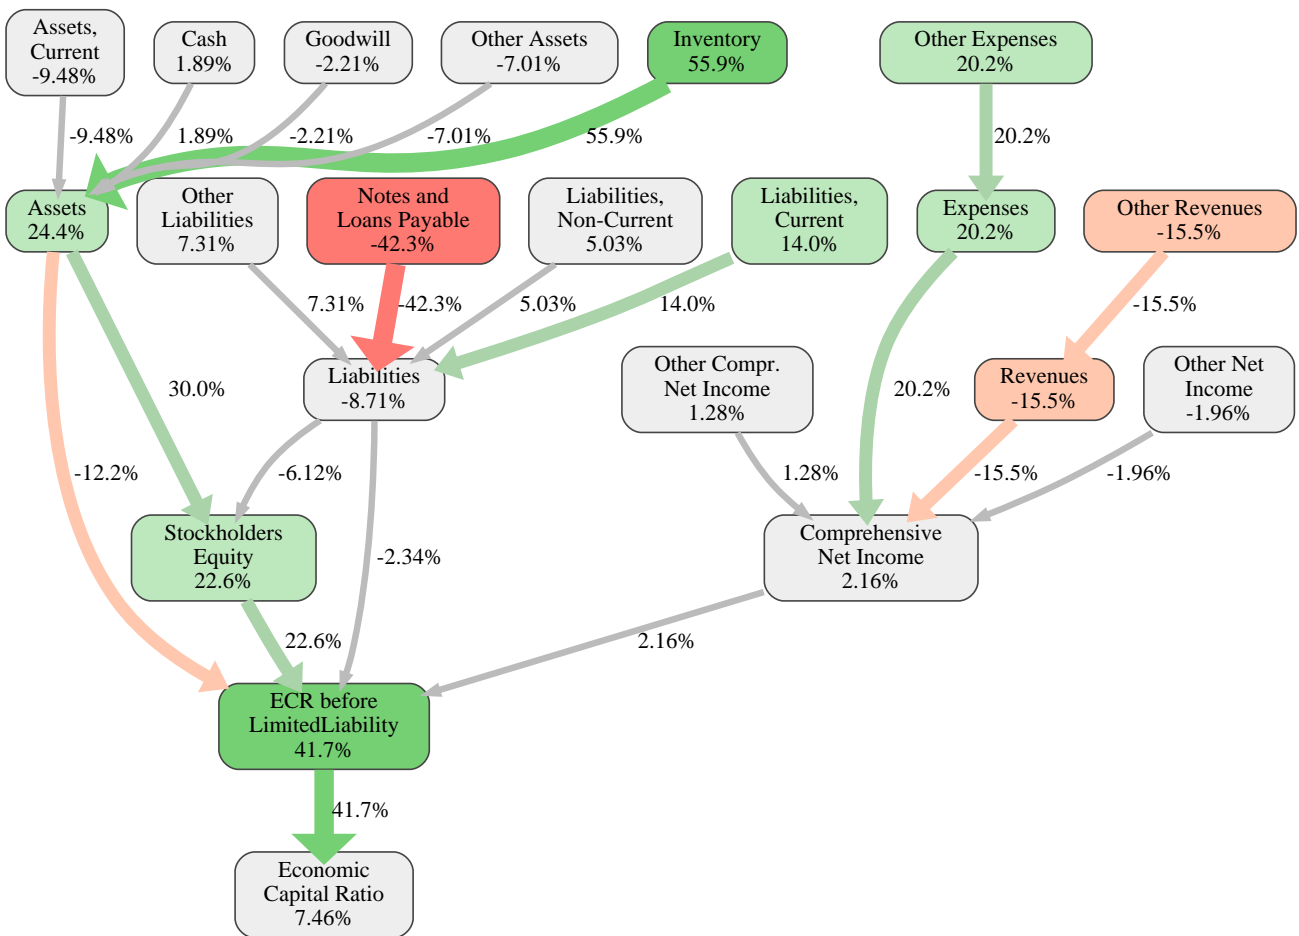 Assets,
Current
-9.48%
Cash
1.89%
Goodwill
-2.21%
Other Assets
-7.01%
Inventory
55.9%
Other Expenses
20.2%
-9.48%
1.89%
-2.21%
-7.01%
55.9%
20.2%
Assets
24.4%
Other
Liabilities
7.31%
Notes and
Loans Payable
-42.3%
Liabilities,
Non-Current
5.03%
Liabilities,
Current
14.0%
Expenses
20.2%
Other Revenues
-15.5%
7.31%
-42.3%
5.03%
14.0%
-15.5%
Liabilities
-8.71%
Other Compr.
Net Income
1.28%
Revenues
-15.5%
Other Net
Income
-1.96%
30.0%
20.2%
-12.2%
-6.12%
1.28%
-15.5%
-1.96%
Stockholders
Equity
22.6%
-2.34%
Comprehensive
Net Income
2.16%
22.6%
2.16%
ECR before
LimitedLiability
41.7%
41.7%
Economic
Capital Ratio
7.46%